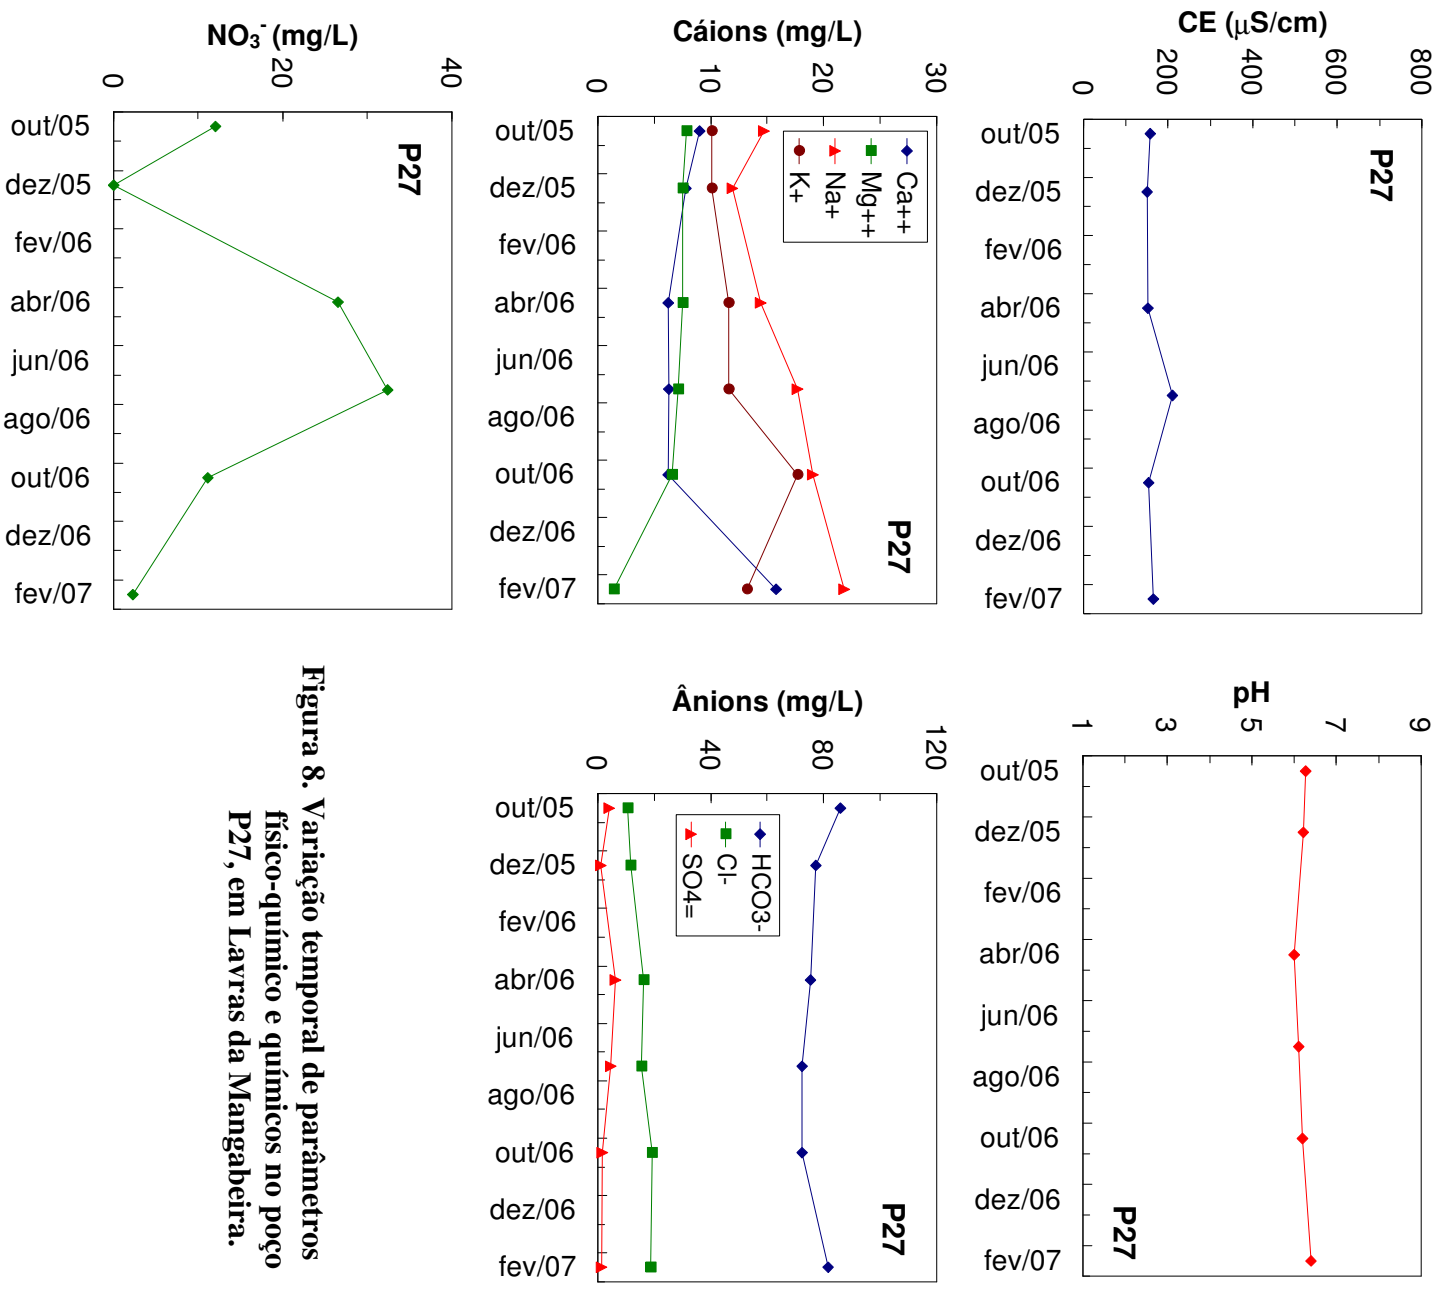 CE (µS/cm)
800
600
400
200
0
P27
out/05
dez/05
fev/06
abr/06
jun/06
ago/06
out/06
dez/06
fev/07
pH
9
7
5
3
1
P27
out/05
dez/05
fev/06
abr/06
jun/06
ago/06
out/06
dez/06
fev/07
Cáions (mg/L)
30
20
10
0
Ca++
Mg++
Na+
K+
P27
out/05
dez/05
fev/06
abr/06
jun/06
ago/06
out/06
dez/06
fev/07
Ânions (mg/L)
120
80
40
0
HCO3-
Cl-
SO4=
P27
out/05
dez/05
fev/06
abr/06
jun/06
ago/06
out/06
dez/06
fev/07
NO₃⁻ (mg/L)
40
20
0
P27
out/05
dez/05
fev/06
abr/06
jun/06
ago/06
out/06
dez/06
fev/07
Figura 8. Variação temporal de parâmetros
físico-químico e químicos no poço
P27, em Lavras da Mangabeira.